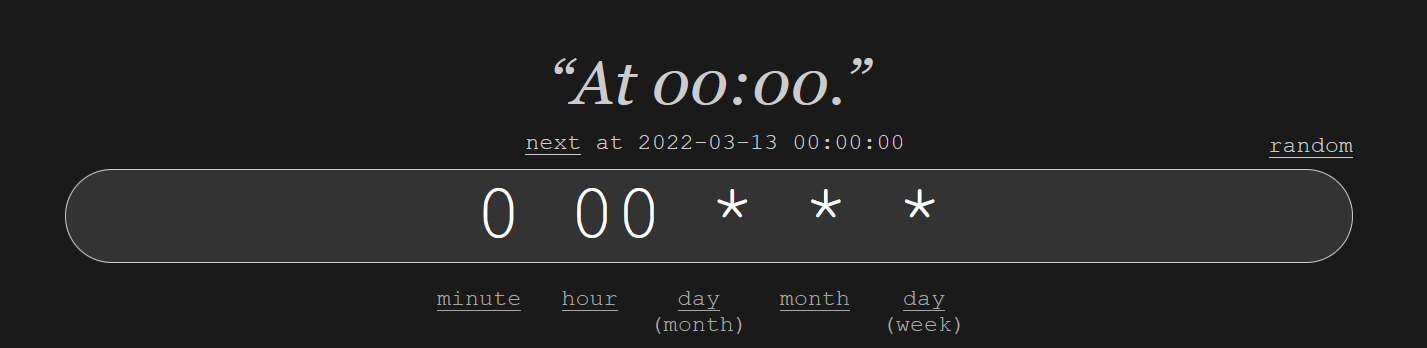 “At 00:00.”
next at 2022-03-13 00:00:00
random
0 00 * * *
minute hour day month day
(month) (week)